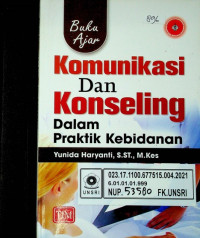 Buku
Ajar
Komunikasi
Dan
Konseling
Dalam
Praktik Kebidanan
Yunida Haryanti, S.ST., M.Kes
023.17.1100.677515.004.2021
6.01.01.01.999
NUP. 53580 FK.UNSRI
UNSRI